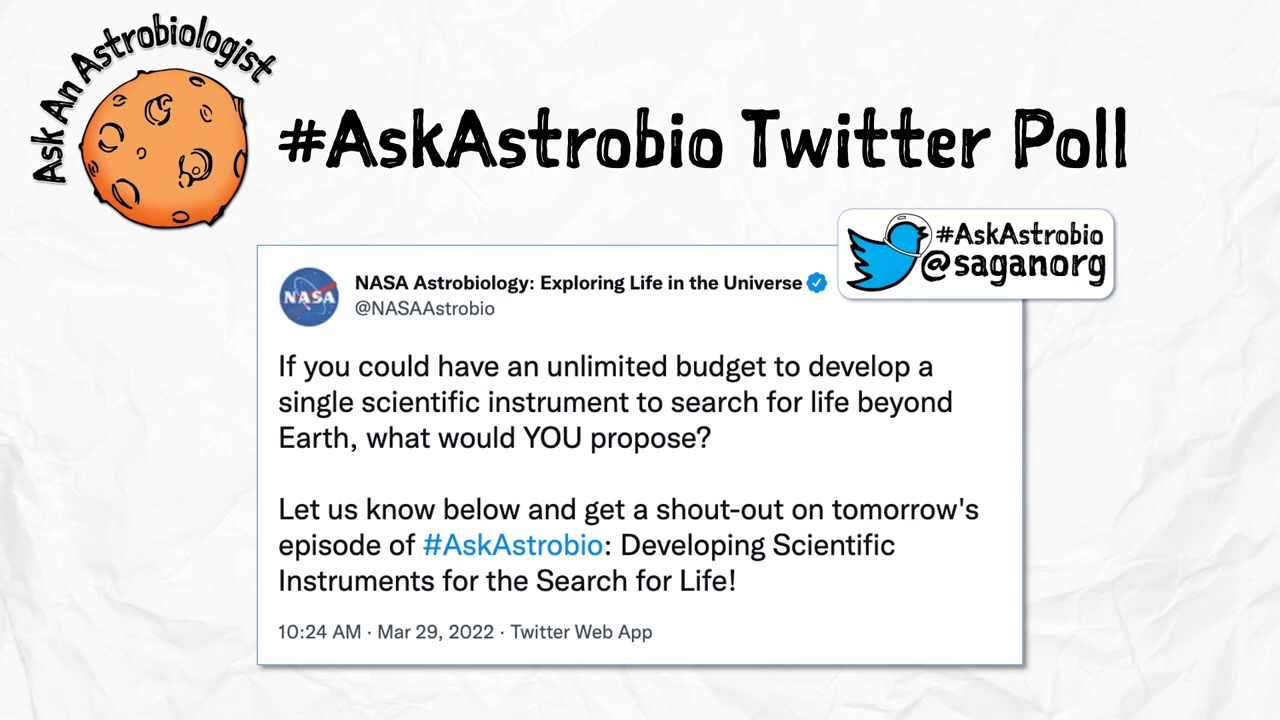 Ask An Astrobiologist
#AskAstrobio Twitter Poll
#AskAstrobio
@saganorg
NASA
NASA Astrobiology: Exploring Life in the Universe
@NASAAstrobio
If you could have an unlimited budget to develop a
single scientific instrument to search for life beyond
Earth, what would YOU propose?
Let us know below and get a shout-out on tomorrow's
episode of #AskAstrobio: Developing Scientific
Instruments for the Search for Life!
10:24 AM · Mar 29, 2022 · Twitter Web App